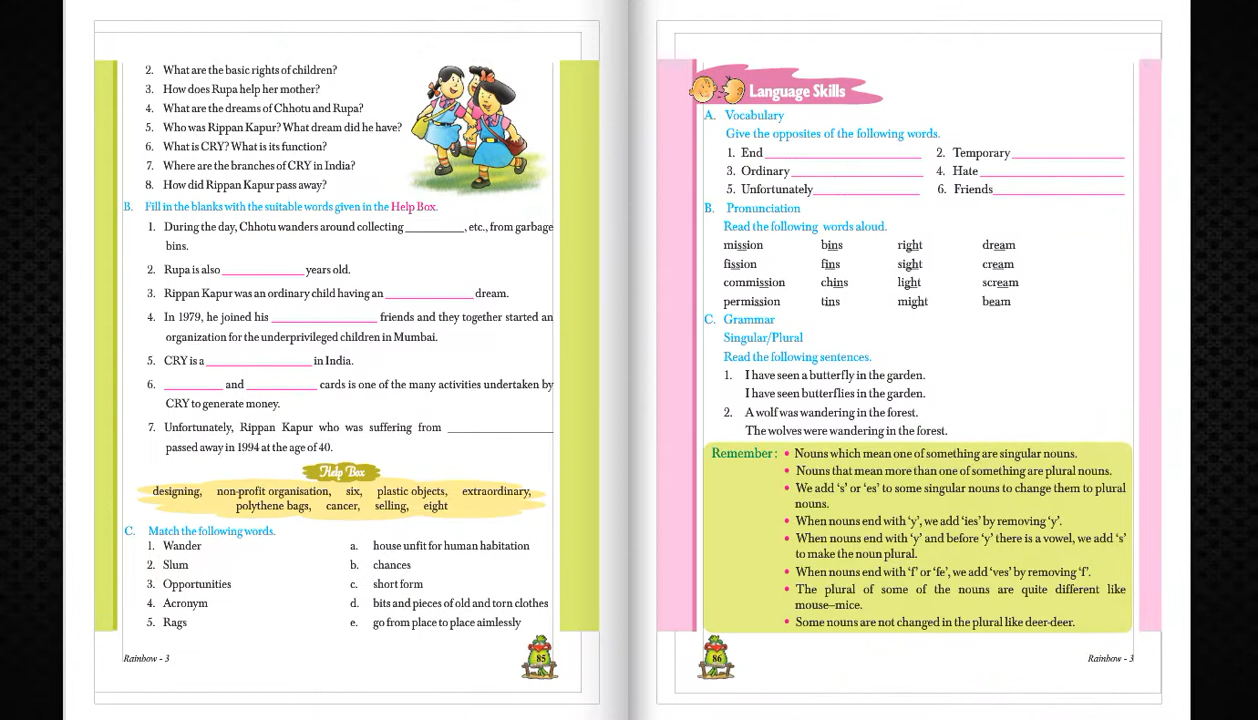 2. What are the basic rights of children?
3. How does Rupa help her mother?
4. What are the dreams of Chhotu and Rupa?
5. Who was Rippan Kapur? What dream did he have?
6. What is CRY? What is its function?
7. Where are the branches of CRY in India?
8. How did Rippan Kapur pass away?
B. Fill in the blanks with the suitable words given in the Help Box.
1. During the day, Chhotu wanders around collecting __________, etc., from garbage
bins.
2. Rupa is also ______________ years old.
3. Rippan Kapur was an ordinary child having an ______________ dream.
4. In 1979, he joined his __________________ friends and they together started an
organization for the underprivileged children in Mumbai.
5. CRY is a __________________ in India.
6. __________ and ____________ cards is one of the many activities undertaken by
CRY to generate money.
7. Unfortunately, Rippan Kapur who was suffering from __________________
passed away in 1994 at the age of 40.
Help Box
designing, non-profit organisation, six, plastic objects, extraordinary,
polythene bags, cancer, selling, eight
C. Match the following words.
1. Wander a. house unfit for human habitation
2. Slum b. chances
3. Opportunities c. short form
4. Acronym d. bits and pieces of old and torn clothes
5. Rags e. go from place to place aimlessly
Rainbow - 3
85
Language Skills
A. Vocabulary
Give the opposites of the following words.
1. End__________________ 2. Temporary__________________
3. Ordinary__________________ 4. Hate__________________
5. Unfortunately__________________ 6. Friends__________________
B. Pronunciation
Read the following words aloud.
mission bins right dream
fission fins sight cream
commission chins light scream
permission tins might beam
C. Grammar
Singular/Plural
Read the following sentences.
1. I have seen a butterfly in the garden.
I have seen butterflies in the garden.
2. A wolf was wandering in the forest.
The wolves were wandering in the forest.
Remember : • Nouns which mean one of something are singular nouns.
• Nouns that mean more than one of something are plural nouns.
• We add ‘s’ or ‘es’ to some singular nouns to change them to plural
nouns.
• When nouns end with ‘y’, we add ‘ies’ by removing ‘y’.
• When nouns end with ‘y’ and before ‘y’ there is a vowel, we add ‘s’
to make the noun plural.
• When nouns end with ‘f’ or ‘fe’, we add ‘ves’ by removing ‘f’.
• The plural of some of the nouns are quite different like
mouse–mice.
• Some nouns are not changed in the plural like deer-deer.
86
Rainbow - 3